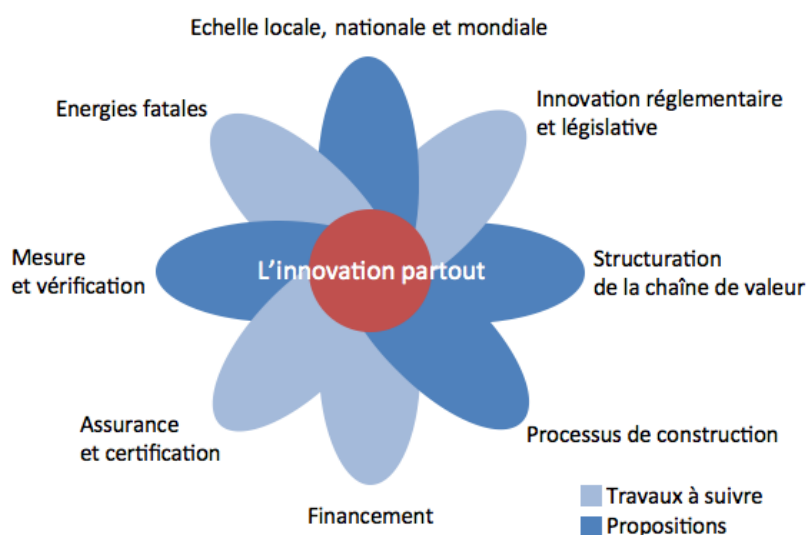 Echelle locale, nationale et mondiale
Energies fatales
Innovation réglementaire
et législative
Mesure
et vérification
L'innovation partout
Structuration
de la chaîne de valeur
Assurance
et certification
Processus de construction
Financement
Travaux à suivre
Propositions